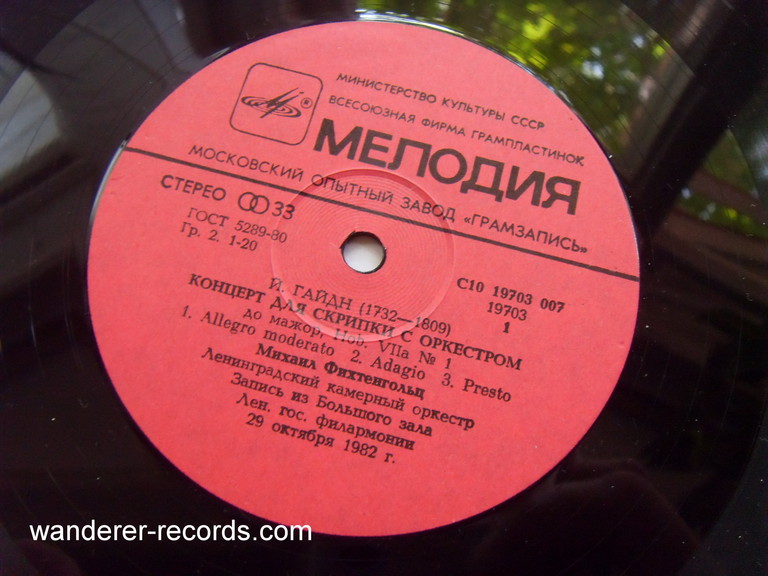 МИНИСТЕРСТВО КУЛЬТУРЫ СССР
ВСЕСОЮЗНАЯ ФИРМА ГРАМПЛАСТИНОК
® МЕЛОДИЯ
МОСКОВСКИЙ ОПЫТНЫЙ ЗАВОД «ГРАМЗАПИСЬ»
СТЕРЕО 33
ГОСТ 5289-80
Гр. 2. 1-20
С10 19703 007
19703
1
Й. ГАЙДН (1732—1809)
КОНЦЕРТ ДЛЯ СКРИПКИ С ОРКЕСТРОМ
до мажор, Hob. VIIa № 1
1. Allegro moderato 2. Adagio 3. Presto
Михаил Фихтенгольц
Ленинградский камерный оркестр
Запись из Большого зала
Лен. гос. филармонии
29 октября 1982 г.
wanderer-records.com